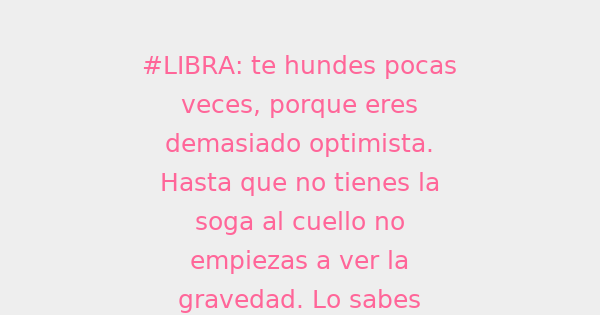 #LIBRA: te hundes pocas
veces, porque eres
demasiado optimista.
Hasta que no tienes la
soga al cuello no
empiezas a ver la
gravedad. Lo sabes